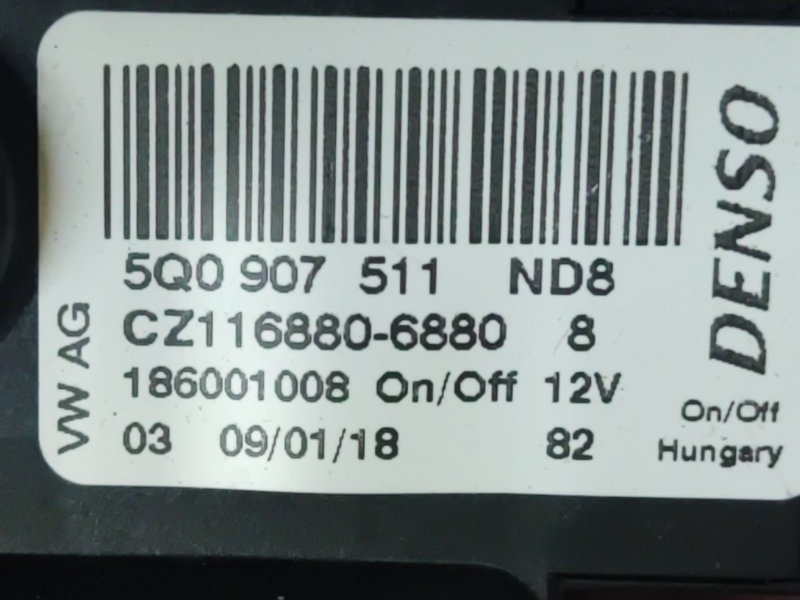 5Q0 907 511 ND8
CZ116880-6880 8
186001008 On/Off 12V
03 09/01/18 82
VW AG
DENSO
On/Off
Hungary